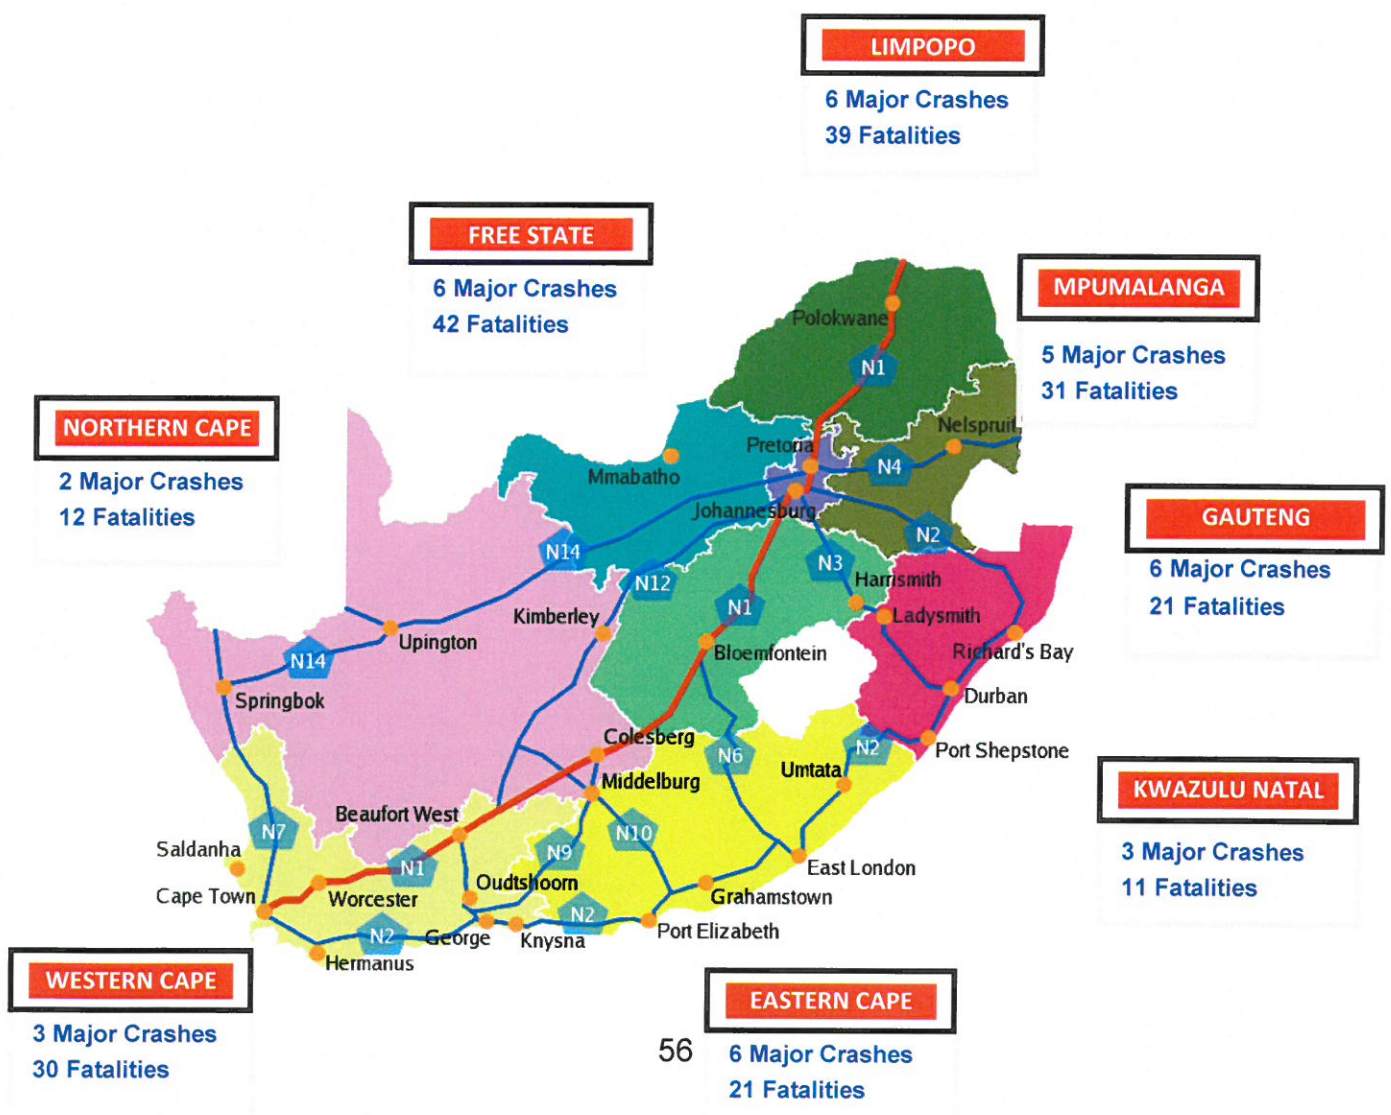 LIMPOPO
6 Major Crashes
39 Fatalities
FREE STATE
6 Major Crashes
42 Fatalities
MPUMALANGA
5 Major Crashes
31 Fatalities
NORTHERN CAPE
2 Major Crashes
12 Fatalities
GAUTENG
6 Major Crashes
21 Fatalities
KWAZULU NATAL
3 Major Crashes
11 Fatalities
WESTERN CAPE
3 Major Crashes
30 Fatalities
EASTERN CAPE
6 Major Crashes
21 Fatalities
Polokwane
N1
Nelspruit
Pretoria
N4
Mmabatho
Johannesburg
N2
N14
N3
N12
Harrismith
N1
Kimberley
Ladysmith
Upington
Bloemfontein
Richard's Bay
N14
Springbok
Durban
Colesberg
N6
N2
Port Shepstone
Umtata
Middelburg
Beaufort West
N7
N10
Saldanha
N9
N1
East London
Oudtshoorn
Cape Town
Worcester
Grahamstown
N2
N2
George
Knysna
Port Elizabeth
Hermanus
56